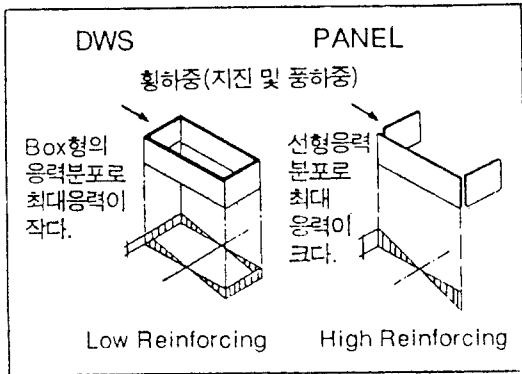 DWS
PANEL
횡하중(지진 및 풍하중)
Box형의
응력분포로
최대응력이
작다.
선형응력
분포로
최대
응력이
크다.
Low Reinforcing
High Reinforcing